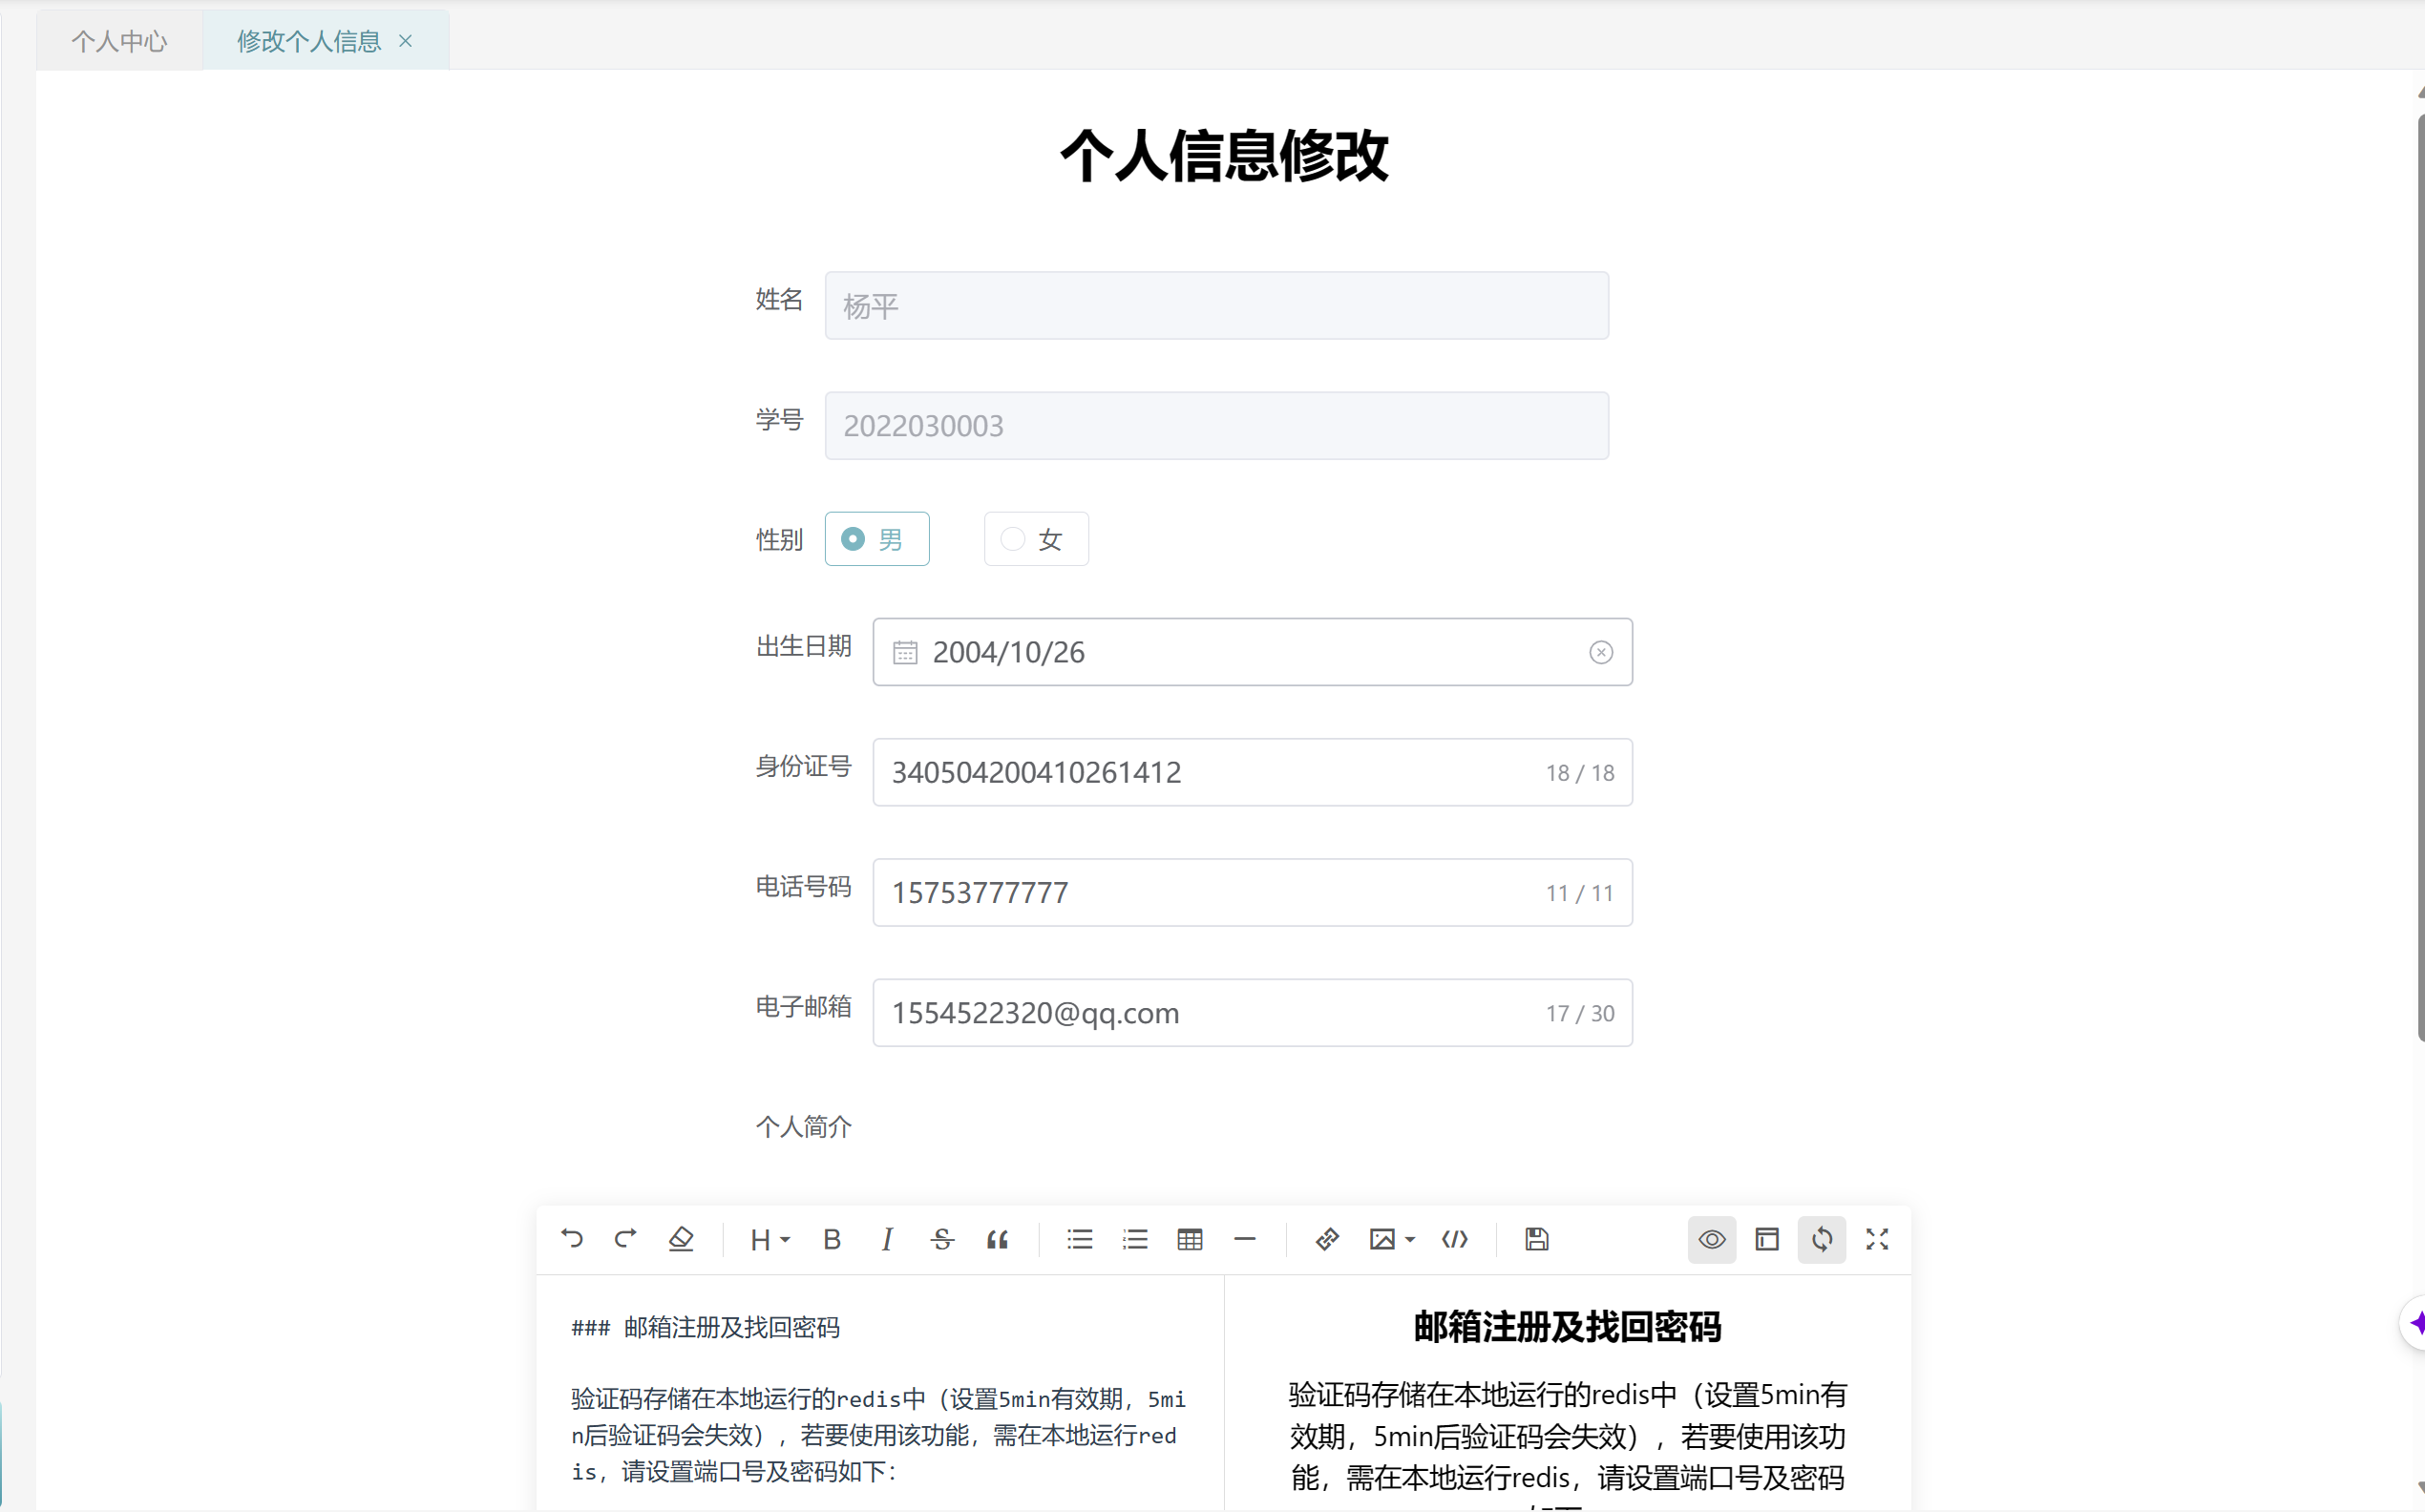 个人中心
修改个人信息
个人信息修改
姓名
杨平
学号
2022030003
性别
男
女
出生日期
2004/10/26
身份证号
340504200410261412
18 / 18
电话号码
15753777777
11 / 11
电子邮箱
1554522320@qq.com
17 / 30
个人简介
H
B
I
S
### 邮箱注册及找回密码
验证码存储在本地运行的redis中（设置5min有效期，5mi
n后验证码会失效），若要使用该功能，需在本地运行red
is，请设置端口号及密码如下：
邮箱注册及找回密码
验证码存储在本地运行的redis中（设置5min有
效期，5min后验证码会失效），若要使用该功
能，需在本地运行redis，请设置端口号及密码